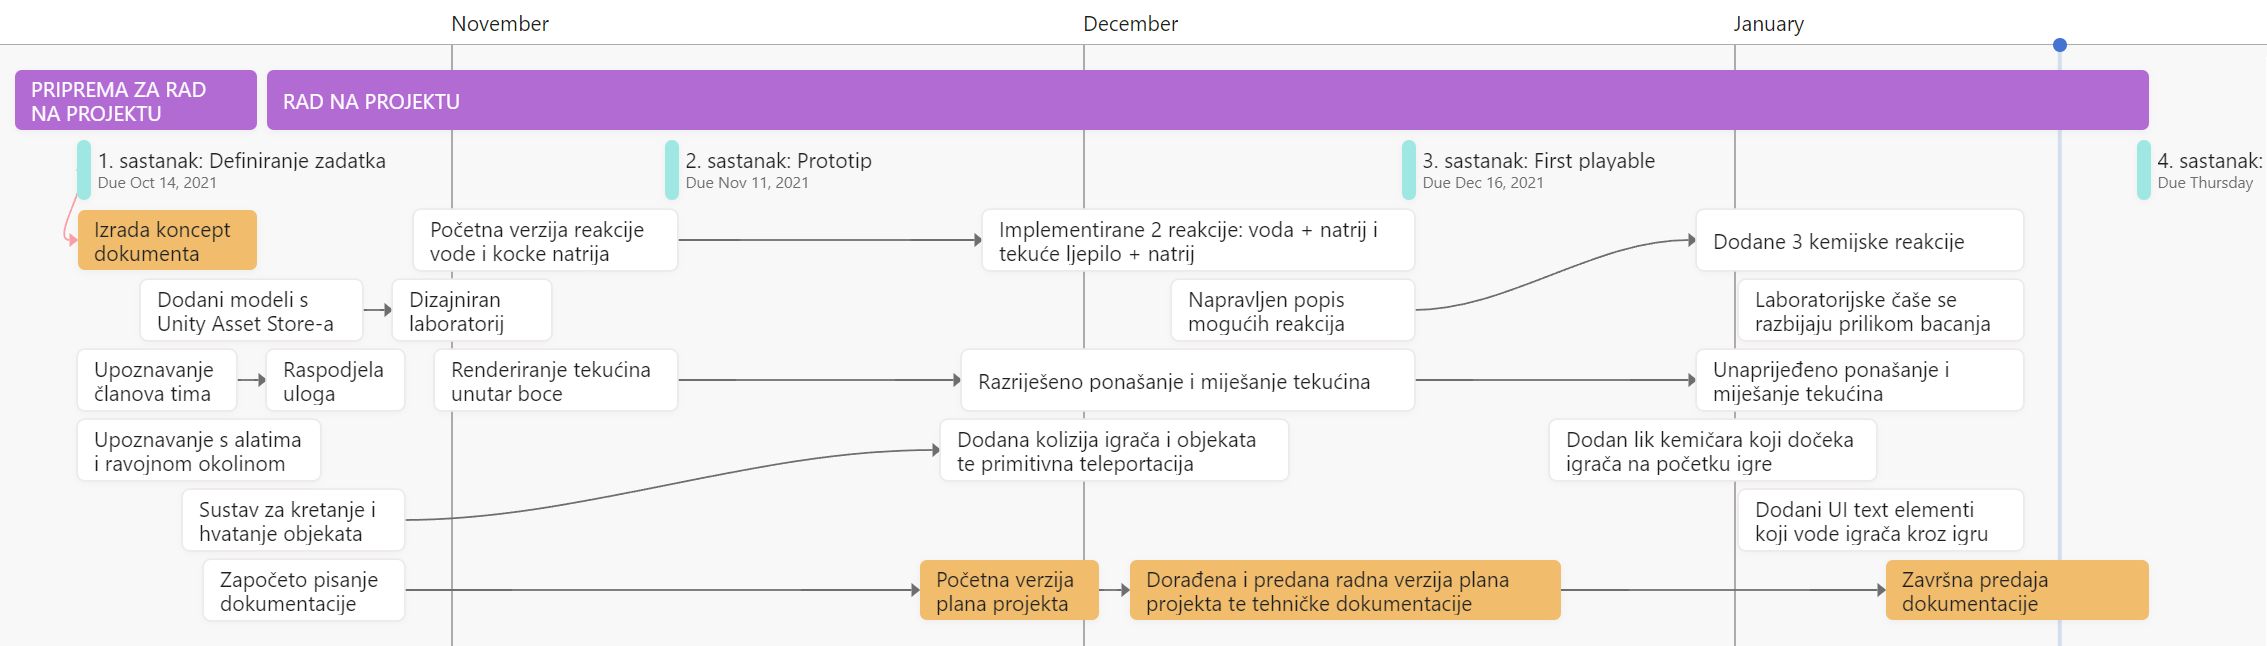 November
December
January
PRIPREMA ZA RAD
NA PROJEKTU
RAD NA PROJEKTU
1. sastanak: Definiranje zadatka
Due Oct 14, 2021
2. sastanak: Prototip
Due Nov 11, 2021
3. sastanak: First playable
Due Dec 16, 2021
4. sastanak:
Due Thursday
Izrada koncept
dokumenta
Početna verzija reakcije
vode i kocke natrija
Implementirane 2 reakcije: voda + natrij i
tekuće ljepilo + natrij
Dodane 3 kemijske reakcije
Dodani modeli s
Unity Asset Store-a
Dizajniran
laboratorij
Napravljen popis
mogućih reakcija
Laboratorijske čaše se
razbijaju prilikom bacanja
Upoznavanje
članova tima
Raspodjela
uloga
Renderiranje tekućina
unutar boce
Razriješeno ponašanje i miješanje tekućina
Unaprijeđeno ponašanje i
miješanje tekućina
Upoznavanje s alatima
i ravojnom okolinom
Dodana kolizija igrača i objekata
te primitivna teleportacija
Dodan lik kemičara koji dočeka
igrača na početku igre
Sustav za kretanje i
hvatanje objekata
Dodani UI text elementi
koji vode igrača kroz igru
Započeto pisanje
dokumentacije
Početna verzija
plana projekta
Dorađena i predana radna verzija plana
projekta te tehničke dokumentacije
Završna predaja
dokumentacije